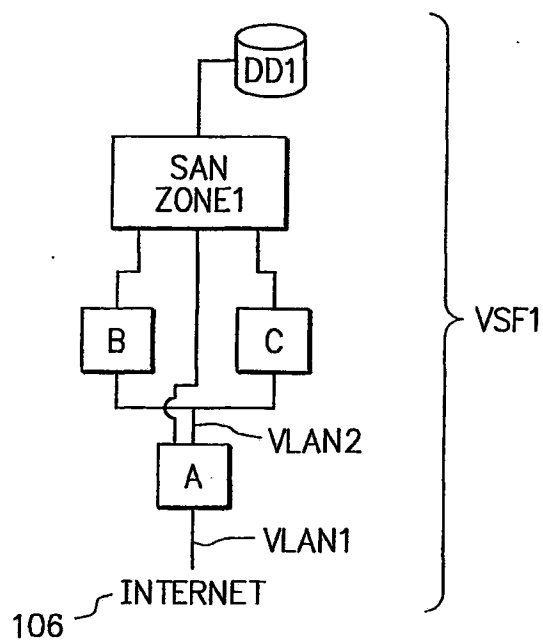 DD1
SAN
ZONE1
B
C
VSF1
VLAN2
A
VLAN1
INTERNET
106